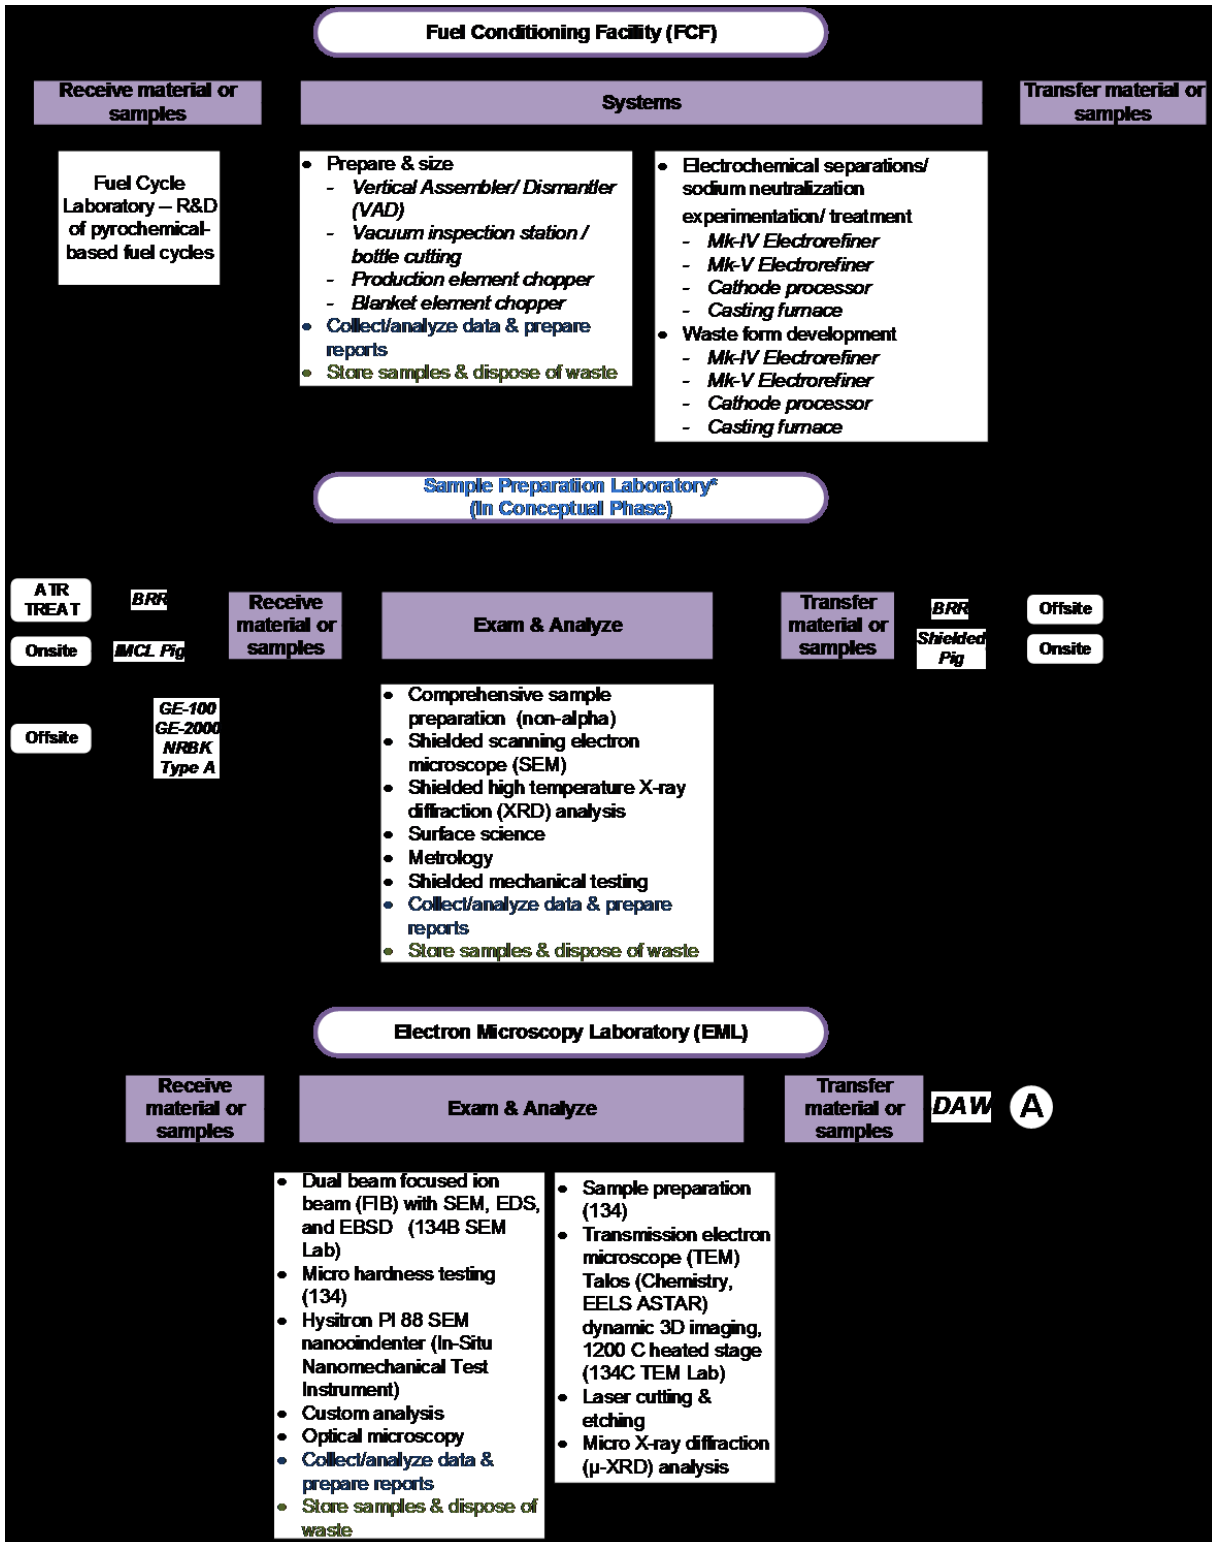 Fuel Conditioning Facility (FCF)
Receive material or
samples
Systems
Transfer material or
samples
Fuel Cycle
Laboratory – R&D
of pyrochemical-
based fuel cycles
• Prepare & size
- Vertical Assembler/ Dismantler
(VAD)
- Vacuum inspection station /
bottle cutting
- Production element chopper
- Blanket element chopper
• Collect/analyze data & prepare
reports
• Store samples & dispose of waste
• Electrochemical separations/
sodium neutralization
experimentation/ treatment
- Mk-IV Electrorefiner
- Mk-V Electrorefiner
- Cathode processor
- Casting furnace
• Waste form development
- Mk-IV Electrorefiner
- Mk-V Electrorefiner
- Cathode processor
- Casting furnace
Sample Preparation Laboratory*
(In Conceptual Phase)
ATR
TREAT
BRR
Onsite
IMCL Pig
Offsite
GE-100
GE-2000
NRBK
Type A
Receive
material or
samples
Exam & Analyze
Transfer
material or
samples
BRR
Offsite
Shielded
Pig
Onsite
• Comprehensive sample
preparation (non-alpha)
• Shielded scanning electron
microscope (SEM)
• Shielded high temperature X-ray
diffraction (XRD) analysis
• Surface science
• Metrology
• Shielded mechanical testing
• Collect/analyze data & prepare
reports
• Store samples & dispose of waste
Electron Microscopy Laboratory (EML)
Receive
material or
samples
Exam & Analyze
Transfer
material or
samples
DAW
A
• Dual beam focused ion
beam (FIB) with SEM, EDS,
and EBSD (134B SEM
Lab)
• Micro hardness testing
(134)
• Hysitron PI 88 SEM
nanooindenter (In-Situ
Nanomechanical Test
Instrument)
• Custom analysis
• Optical microscopy
• Collect/analyze data &
prepare reports
• Store samples & dispose of
waste
• Sample preparation
(134)
• Transmission electron
microscope (TEM)
Talos (Chemistry,
EELS ASTAR)
dynamic 3D imaging,
1200 C heated stage
(134C TEM Lab)
• Laser cutting &
etching
• Micro X-ray diffraction
(µ-XRD) analysis